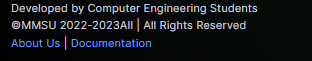 Developed by Computer Engineering Students
©MMSU 2022-2023All | All Rights Reserved
About Us | Documentation